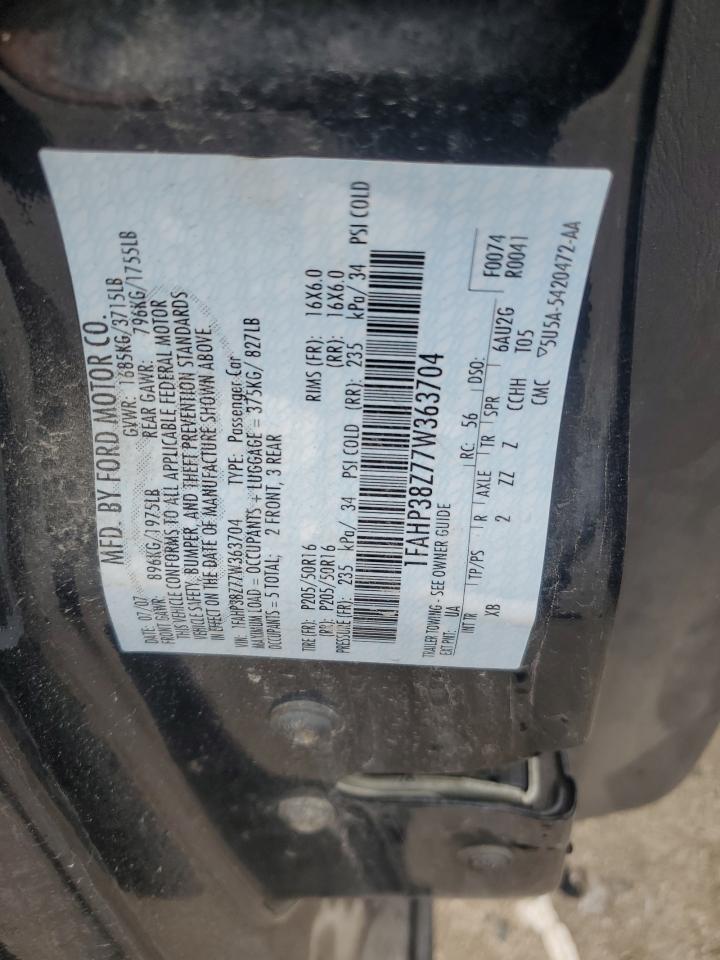 MFD. BY FORD MOTOR CO.
DATE: 07/07 GVWR: 1685KG/3715LB
FRONT GAWR: 896KG/1975LB REAR GAWR: 796KG/1755LB
THIS VEHICLE CONFORMS TO ALL APPLICABLE FEDERAL MOTOR
VEHICLE SAFETY, BUMPER, AND THEFT PREVENTION STANDARDS
IN EFFECT ON THE DATE OF MANUFACTURE SHOWN ABOVE.
VIN: 1FAHP38Z77W363704 TYPE: Passenger Car
MAXIMUM LOAD = OCCUPANTS + LUGGAGE = 375KG/ 827LB
OCCUPANTS = 5 TOTAL; 2 FRONT, 3 REAR
TIRE (FR): P205/50R16 RIMS (FR): 16X6.0
(RR): P205/50R16 (RR): 16X6.0
PRESSURE (FR): 235 kPa/ 34 PSI COLD (RR): 235 kPa/ 34 PSI COLD
1FAHP38Z77W363704
TRAILER TOWING - SEE OWNER GUIDE
EXT PNT: UA RC: 56 DSO: F0074
INT TR TP/PS R AXLE TR SPR 6AU2G R0041
XB 2 ZZ Z CCHH T05
CMC ▽5U5A-5420472-AA